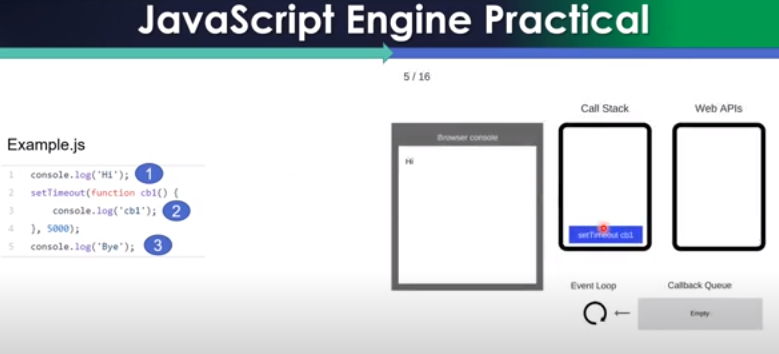 JavaScript Engine Practical
5 / 16
Call Stack
Web APIs
Browser console
Example.js
Hi
1 console.log('Hi'); 1
2 setTimeout(function cb1() {
3 console.log('cb1'); 2
4 }, 5000);
5 console.log('Bye'); 3
setTimeout cb1
Event Loop
Callback Queue
Empty